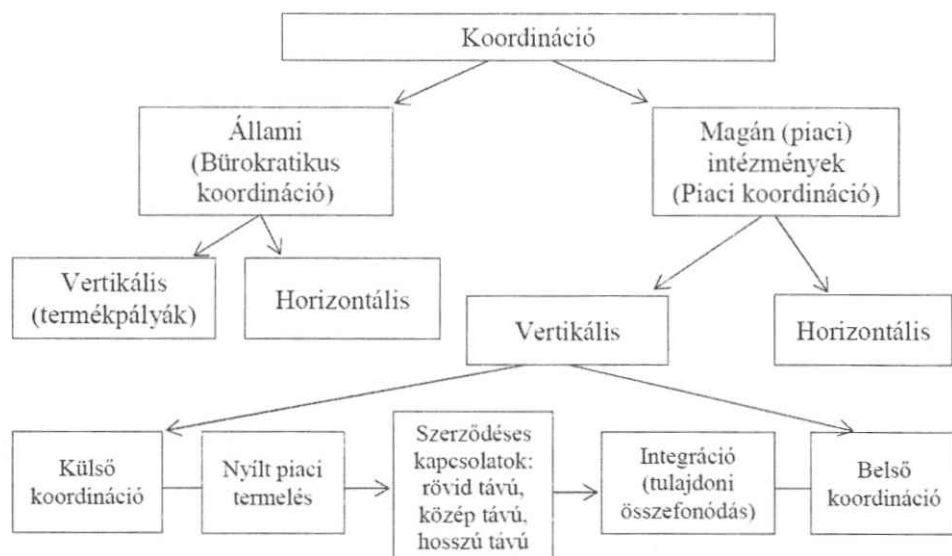 Koordináció
Állami
(Bürokratikus
koordináció)
Magán (piaci)
intézmények
(Piaci koordináció)
Vertikális
(termékpályák)
Horizontális
Vertikális
Horizontális
Külső
koordináció
Nyílt piaci
termelés
Szerződéses
kapcsolatok:
rövid távú,
közép távú,
hosszú távú
Integráció
(tulajdoni
összefonódás)
Belső
koordináció